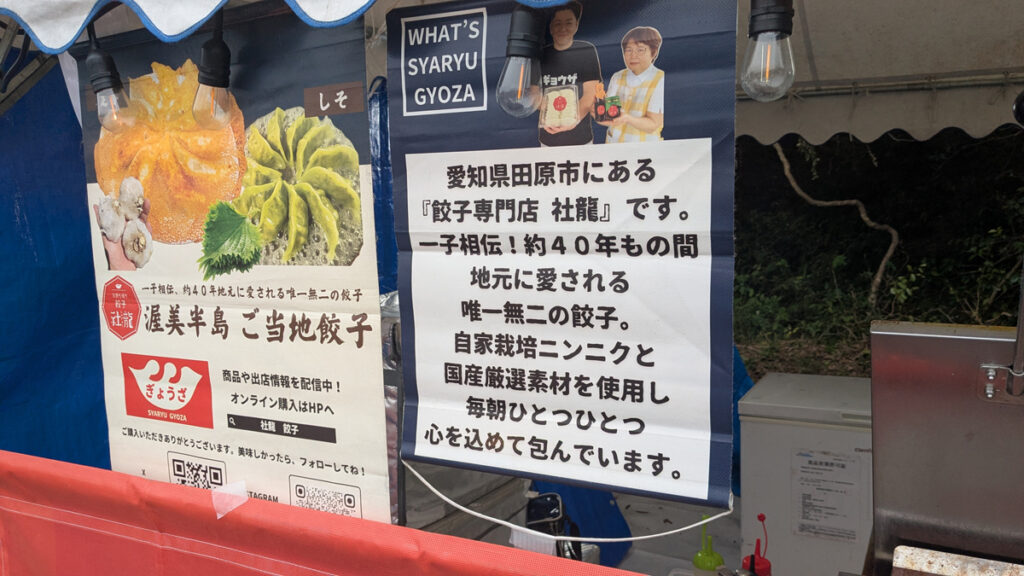 しそ
一子相伝、約40年地元に愛される唯一無二の餃子
餃子
社龍
渥美半島 ご当地餃子
ぎょうざ
SYARYU GYOZA
商品や出店情報を配信中!
オンライン購入はHPへ
社龍 餃子
ご購入いただきありがとうございます。美味しかったら、フォローしてね!
X
INSTAGRAM
WHAT'S
SYARYU
GYOZA
ギョウザ
愛知県田原市にある
『餃子専門店 社龍』です。
一子相伝!約40年もの間
地元に愛される
唯一無二の餃子。
自家栽培ニンニクと
国産厳選素材を使用し
毎朝ひとつひとつ
心を込めて包んでいます。